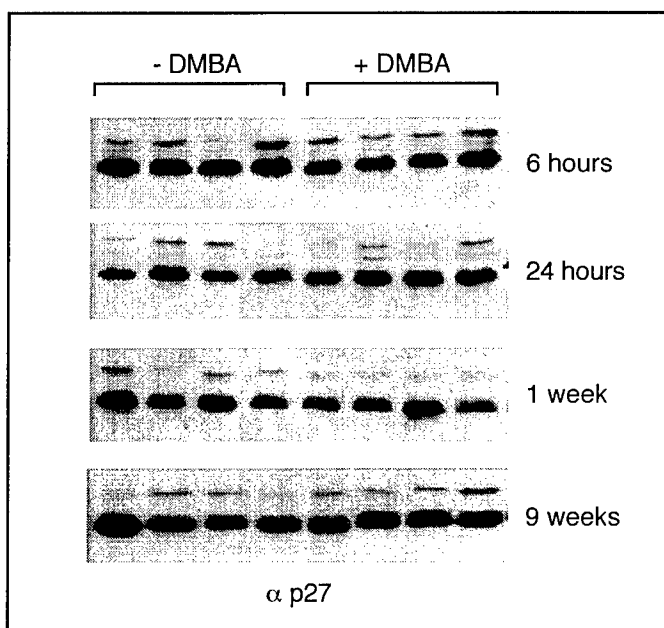 - DMBA + DMBA
6 hours
24 hours
1 week
9 weeks
α p27